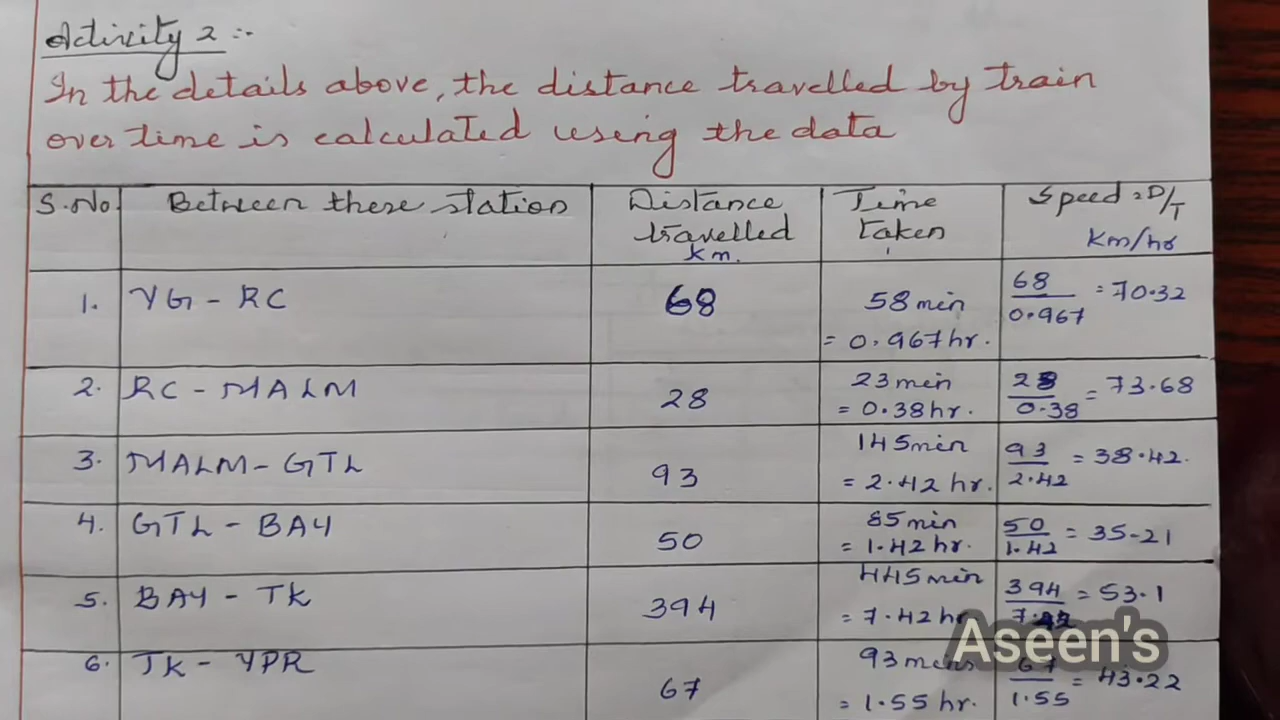 Activity 2 :-
In the details above, the distance travelled by train
over time is calculated using the data
S.No. Between these station Distance travelled km. Time taken Speed = D/T km/hr
1. YG - RC 68 58 min = 0.967 hr. 68/0.967 = 70.32
2. RC - MALM 28 23 min = 0.38 hr. 28/0.38 = 73.68
3. MALM - GTL 93 145 min = 2.42 hr. 93/2.42 = 38.42.
4. GTL - BAY 50 85 min = 1.42 hr. 50/1.42 = 35-21
5. BAY - TK 394 445 min = 7.42 hr. 394/7.42 = 53.1
6. TK - YPR 67 93 mins = 1.55 hr. 67/1.55 = 43.22
Aseen's